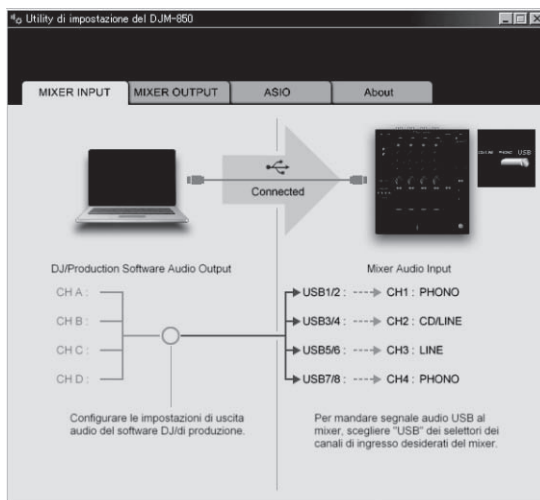 Utility di impostazione del DJM-850
MIXER INPUT
MIXER OUTPUT
ASIO
About
Connected
PHONO USB
DJ/Production Software Audio Output
Mixer Audio Input
CH A :
CH B :
CH C :
CH D :
USB1/2 : CH1 : PHONO
USB3/4 : CH2 : CD/LINE
USB5/6 : CH3 : LINE
USB7/8 : CH4 : PHONO
Configurare le impostazioni di uscita
audio del software DJ/di produzione.
Per mandare segnale audio USB al
mixer, scegliere "USB" dei selettori dei
canali di ingresso desiderati del mixer.